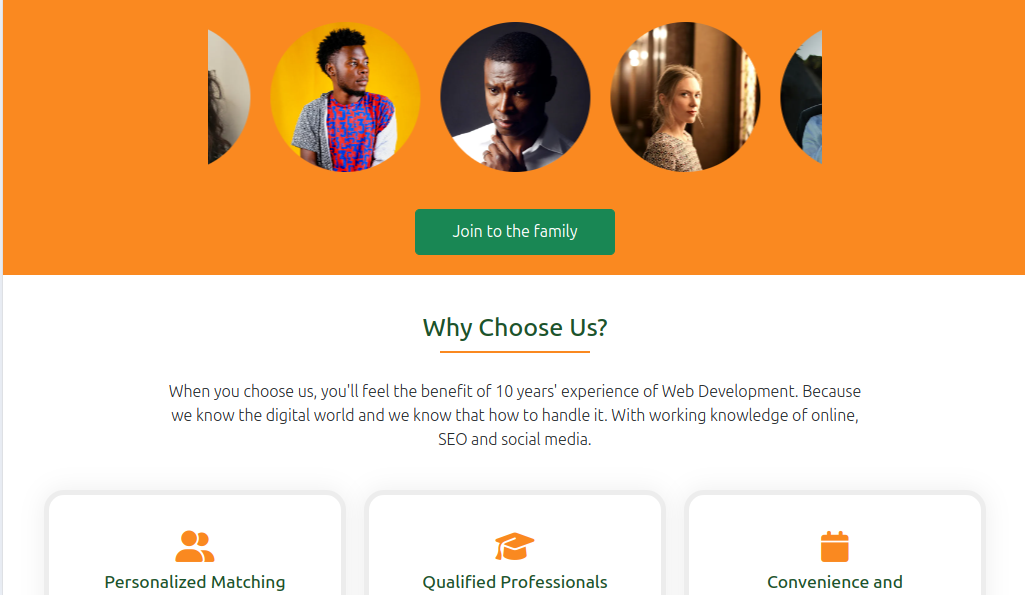 Join to the family
Why Choose Us?
When you choose us, you'll feel the benefit of 10 years' experience of Web Development. Because
we know the digital world and we know that how to handle it. With working knowledge of online,
SEO and social media.
Personalized Matching
Qualified Professionals
Convenience and